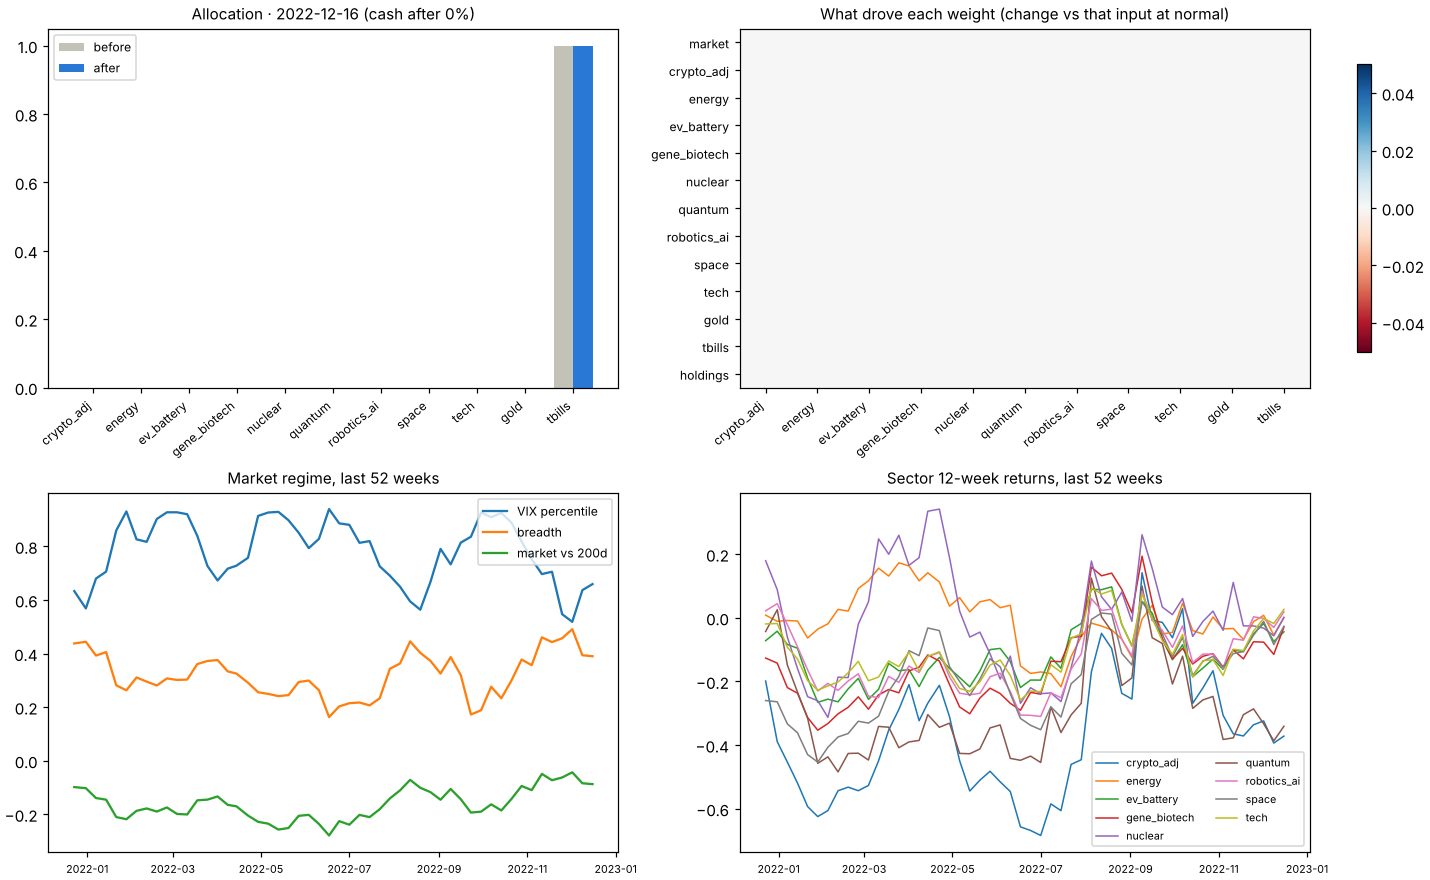 Allocation · 2022-12-16 (cash after 0%)
before
after
1.0
0.8
0.6
0.4
0.2
0.0
crypto_adj
energy
ev_battery
gene_biotech
nuclear
quantum
robotics_ai
space
tech
gold
tbills
What drove each weight (change vs that input at normal)
market
crypto_adj
energy
ev_battery
gene_biotech
nuclear
quantum
robotics_ai
space
tech
gold
tbills
holdings
crypto_adj
energy
ev_battery
gene_biotech
nuclear
quantum
robotics_ai
space
tech
gold
tbills
0.04
0.02
0.00
−0.02
−0.04
Market regime, last 52 weeks
VIX percentile
breadth
market vs 200d
0.8
0.6
0.4
0.2
0.0
−0.2
2022-01
2022-03
2022-05
2022-07
2022-09
2022-11
2023-01
Sector 12-week returns, last 52 weeks
0.2
0.0
−0.2
−0.4
−0.6
crypto_adj
energy
ev_battery
gene_biotech
nuclear
quantum
robotics_ai
space
tech
2022-01
2022-03
2022-05
2022-07
2022-09
2022-11
2023-01